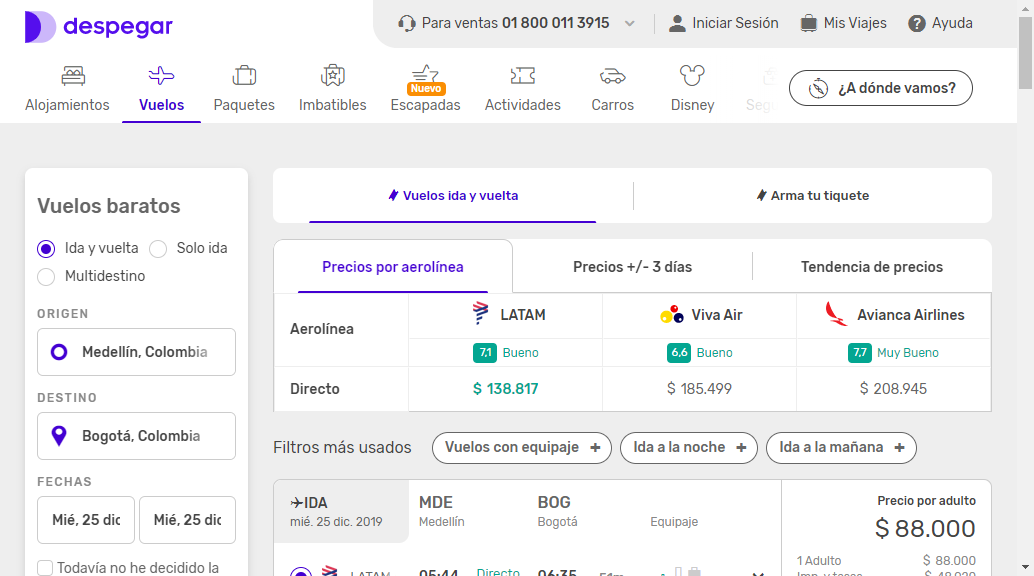 despegar
Para ventas 01 800 011 3915
Iniciar Sesión
Mis Viajes
Ayuda
Alojamientos
Vuelos
Paquetes
Imbatibles
Nuevo
Escapadas
Actividades
Carros
Disney
Seg
¿A dónde vamos?
Vuelos baratos
Ida y vuelta
Solo ida
Multidestino
ORIGEN
Medellín, Colombia
DESTINO
Bogotá, Colombia
FECHAS
Mié, 25 dic
Mié, 25 dic
Todavía no he decidido la
Vuelos ida y vuelta
Arma tu tiquete
Precios por aerolínea
Precios +/- 3 días
Tendencia de precios
Aerolínea
LATAM
Viva Air
Avianca Airlines
7,1 Bueno
6,6 Bueno
7,7 Muy Bueno
Directo
$ 138.817
$ 185.499
$ 208.945
Filtros más usados
Vuelos con equipaje +
Ida a la noche +
Ida a la mañana +
IDA
mié. 25 dic. 2019
MDE
Medellín
BOG
Bogotá
Equipaje
LATAM
05:44
Directo
06:35
51m
Precio por adulto
$ 88.000
1 Adulto
$ 88.000
Imp. y tasas
$ 48.020